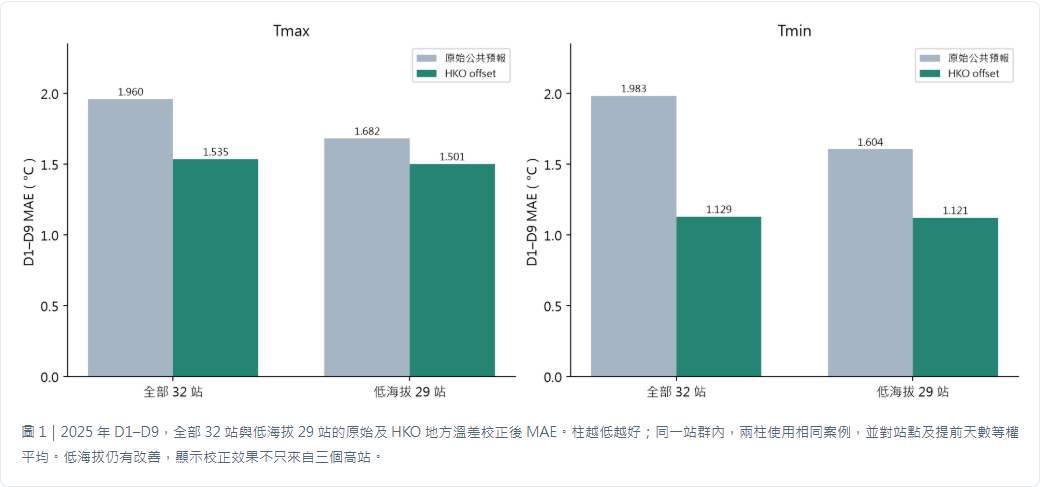 Tmax
原始公共預報
HKO offset
D1–D9 MAE（°C）
2.0
1.5
1.0
0.5
0.0
1.960
1.535
1.682
1.501
全部 32 站
低海拔 29 站
Tmin
原始公共預報
HKO offset
D1–D9 MAE（°C）
2.0
1.5
1.0
0.5
0.0
1.983
1.129
1.604
1.121
全部 32 站
低海拔 29 站
圖 1 | 2025 年 D1–D9，全部 32 站與低海拔 29 站的原始及 HKO 地方溫差校正後 MAE。柱越低越好；同一站群內，兩柱使用相同案例，並對站點及提前天數等權
平均。低海拔仍有改善，顯示校正效果不只來自三個高站。